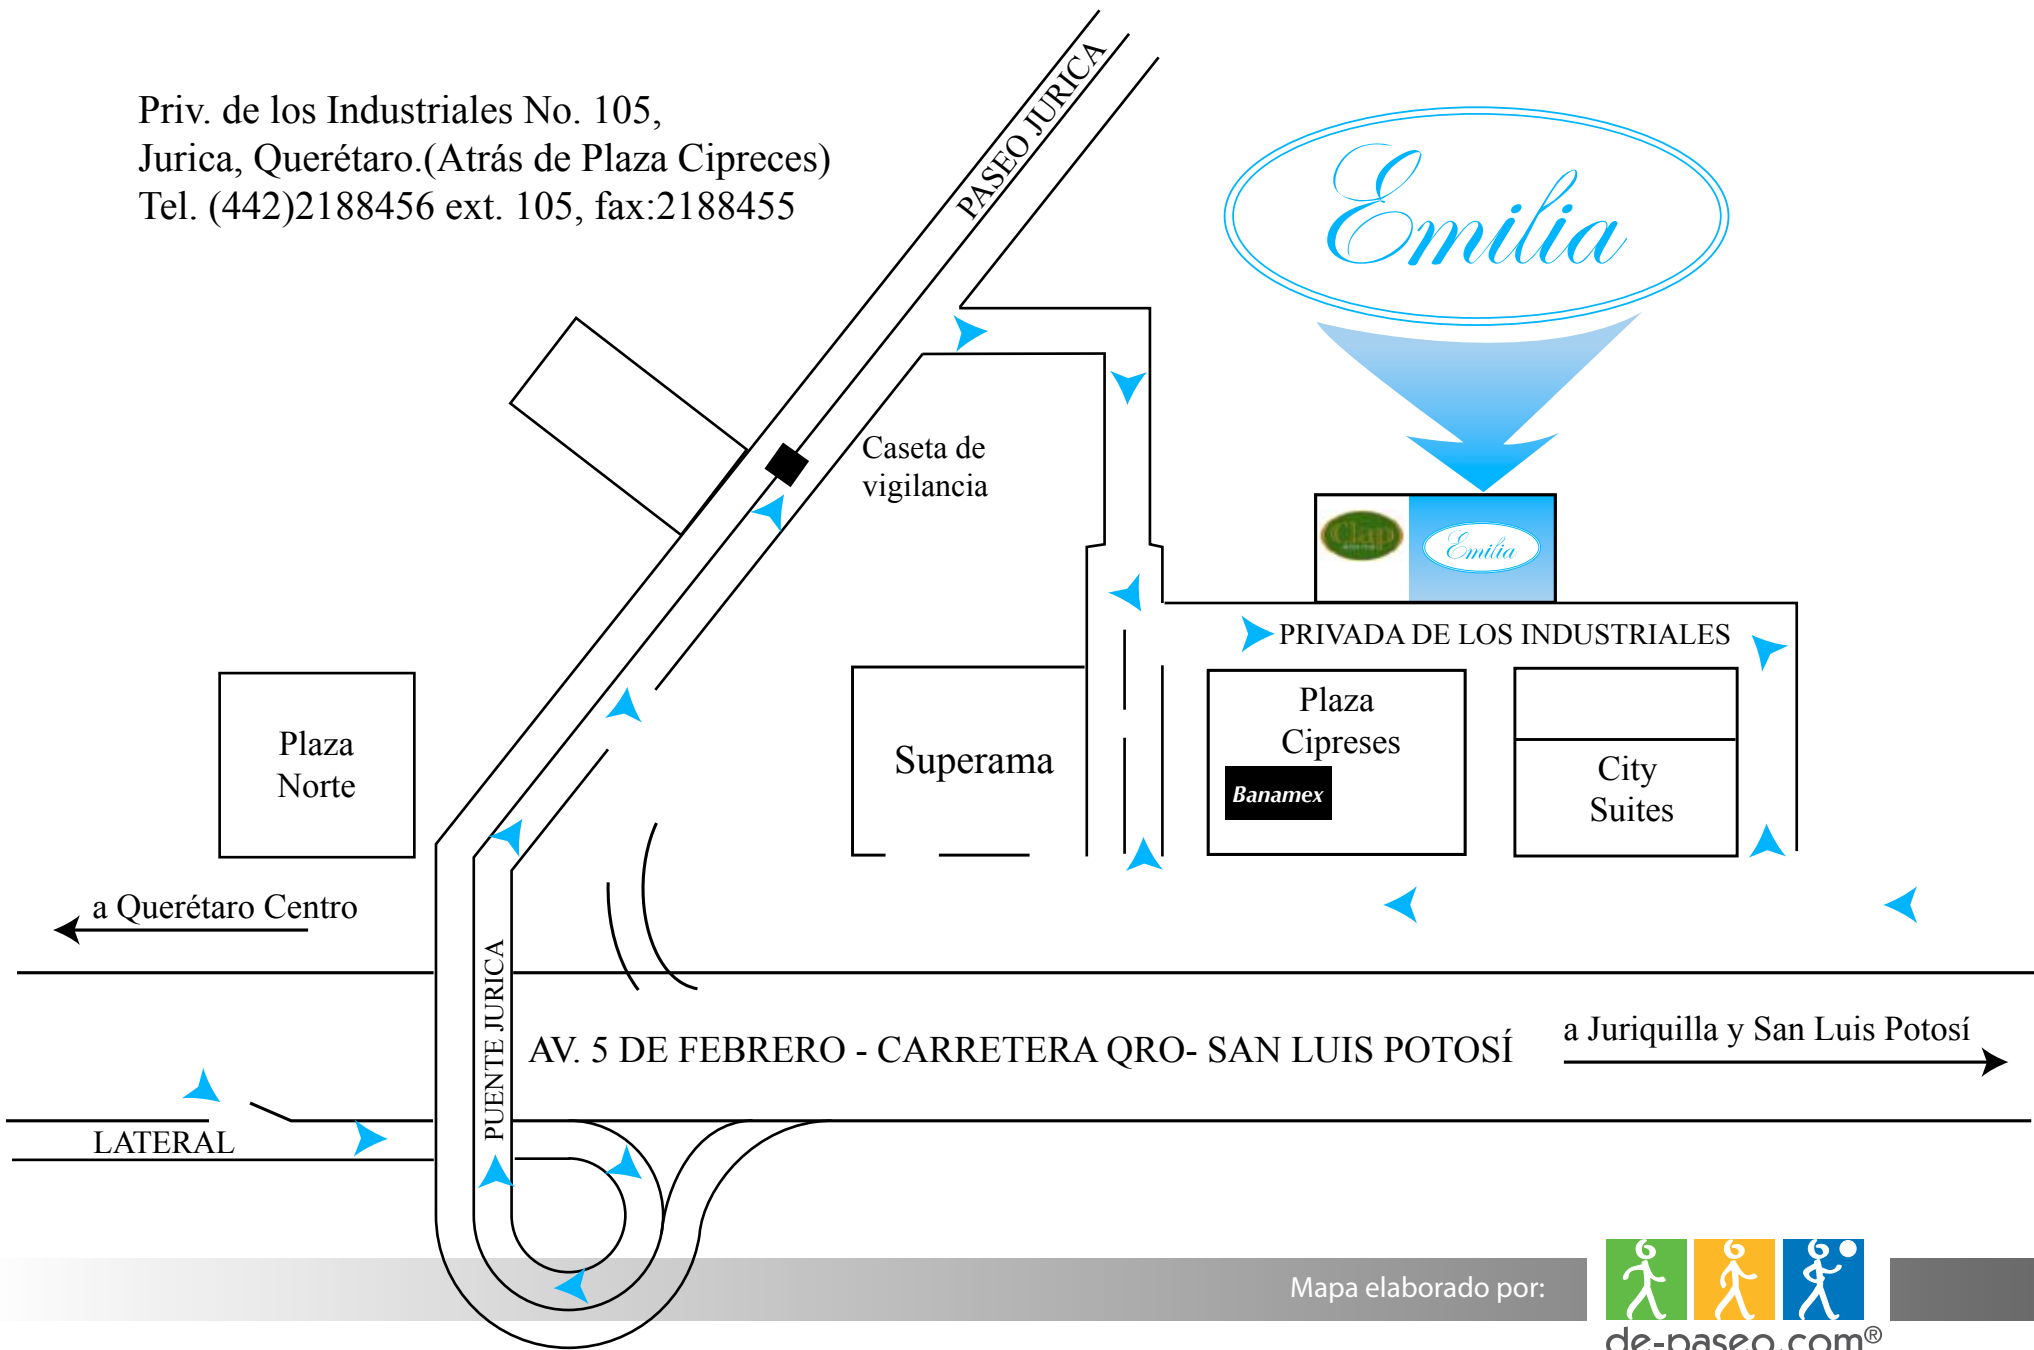 Priv. de los Industriales No. 105,
Jurica, Querétaro.(Atrás de Plaza Cipreces)
Tel. (442)2188456 ext. 105, fax:2188455
PASEO JURICA
Emilia
Caseta de
vigilancia
Clap
Emilia
PRIVADA DE LOS INDUSTRIALES
Plaza
Norte
Superama
Plaza
Cipreses
Banamex
City
Suites
a Querétaro Centro
PUENTE JURICA
AV. 5 DE FEBRERO - CARRETERA QRO- SAN LUIS POTOSÍ
a Juriquilla y San Luis Potosí
LATERAL
Mapa elaborado por:
de-paseo.com®